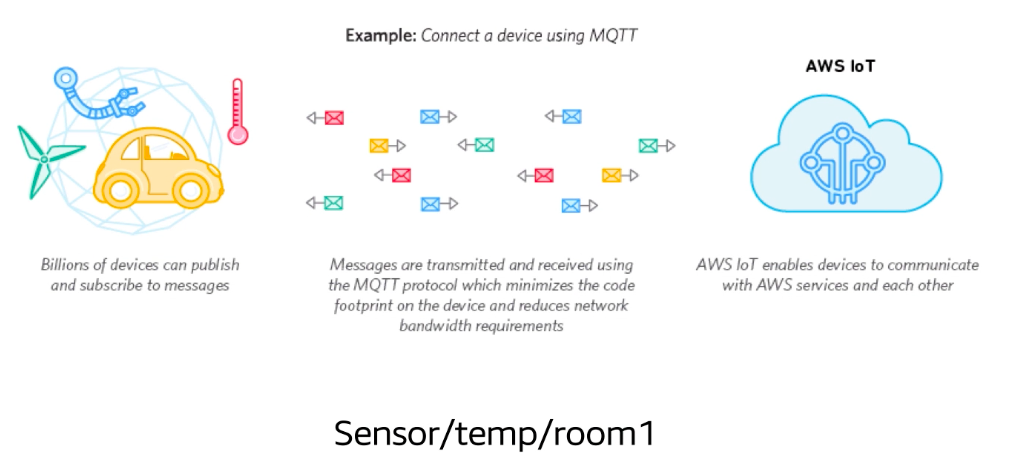 Example: Connect a device using MQTT
AWS IoT
Billions of devices can publish
and subscribe to messages
Messages are transmitted and received using
the MQTT protocol which minimizes the code
footprint on the device and reduces network
bandwidth requirements
AWS IoT enables devices to communicate
with AWS services and each other
Sensor/temp/room1